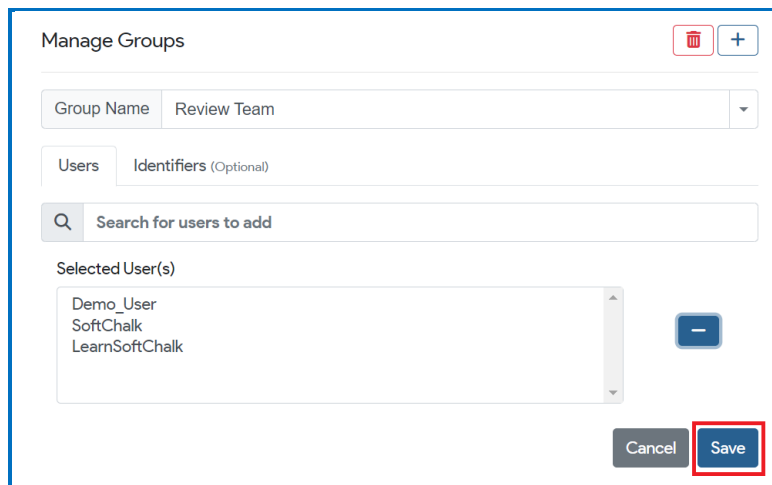 Manage Groups
Group Name Review Team
Users Identifiers (Optional)
Search for users to add
Selected User(s)
Demo_User
SoftChalk
LearnSoftChalk
Cancel Save